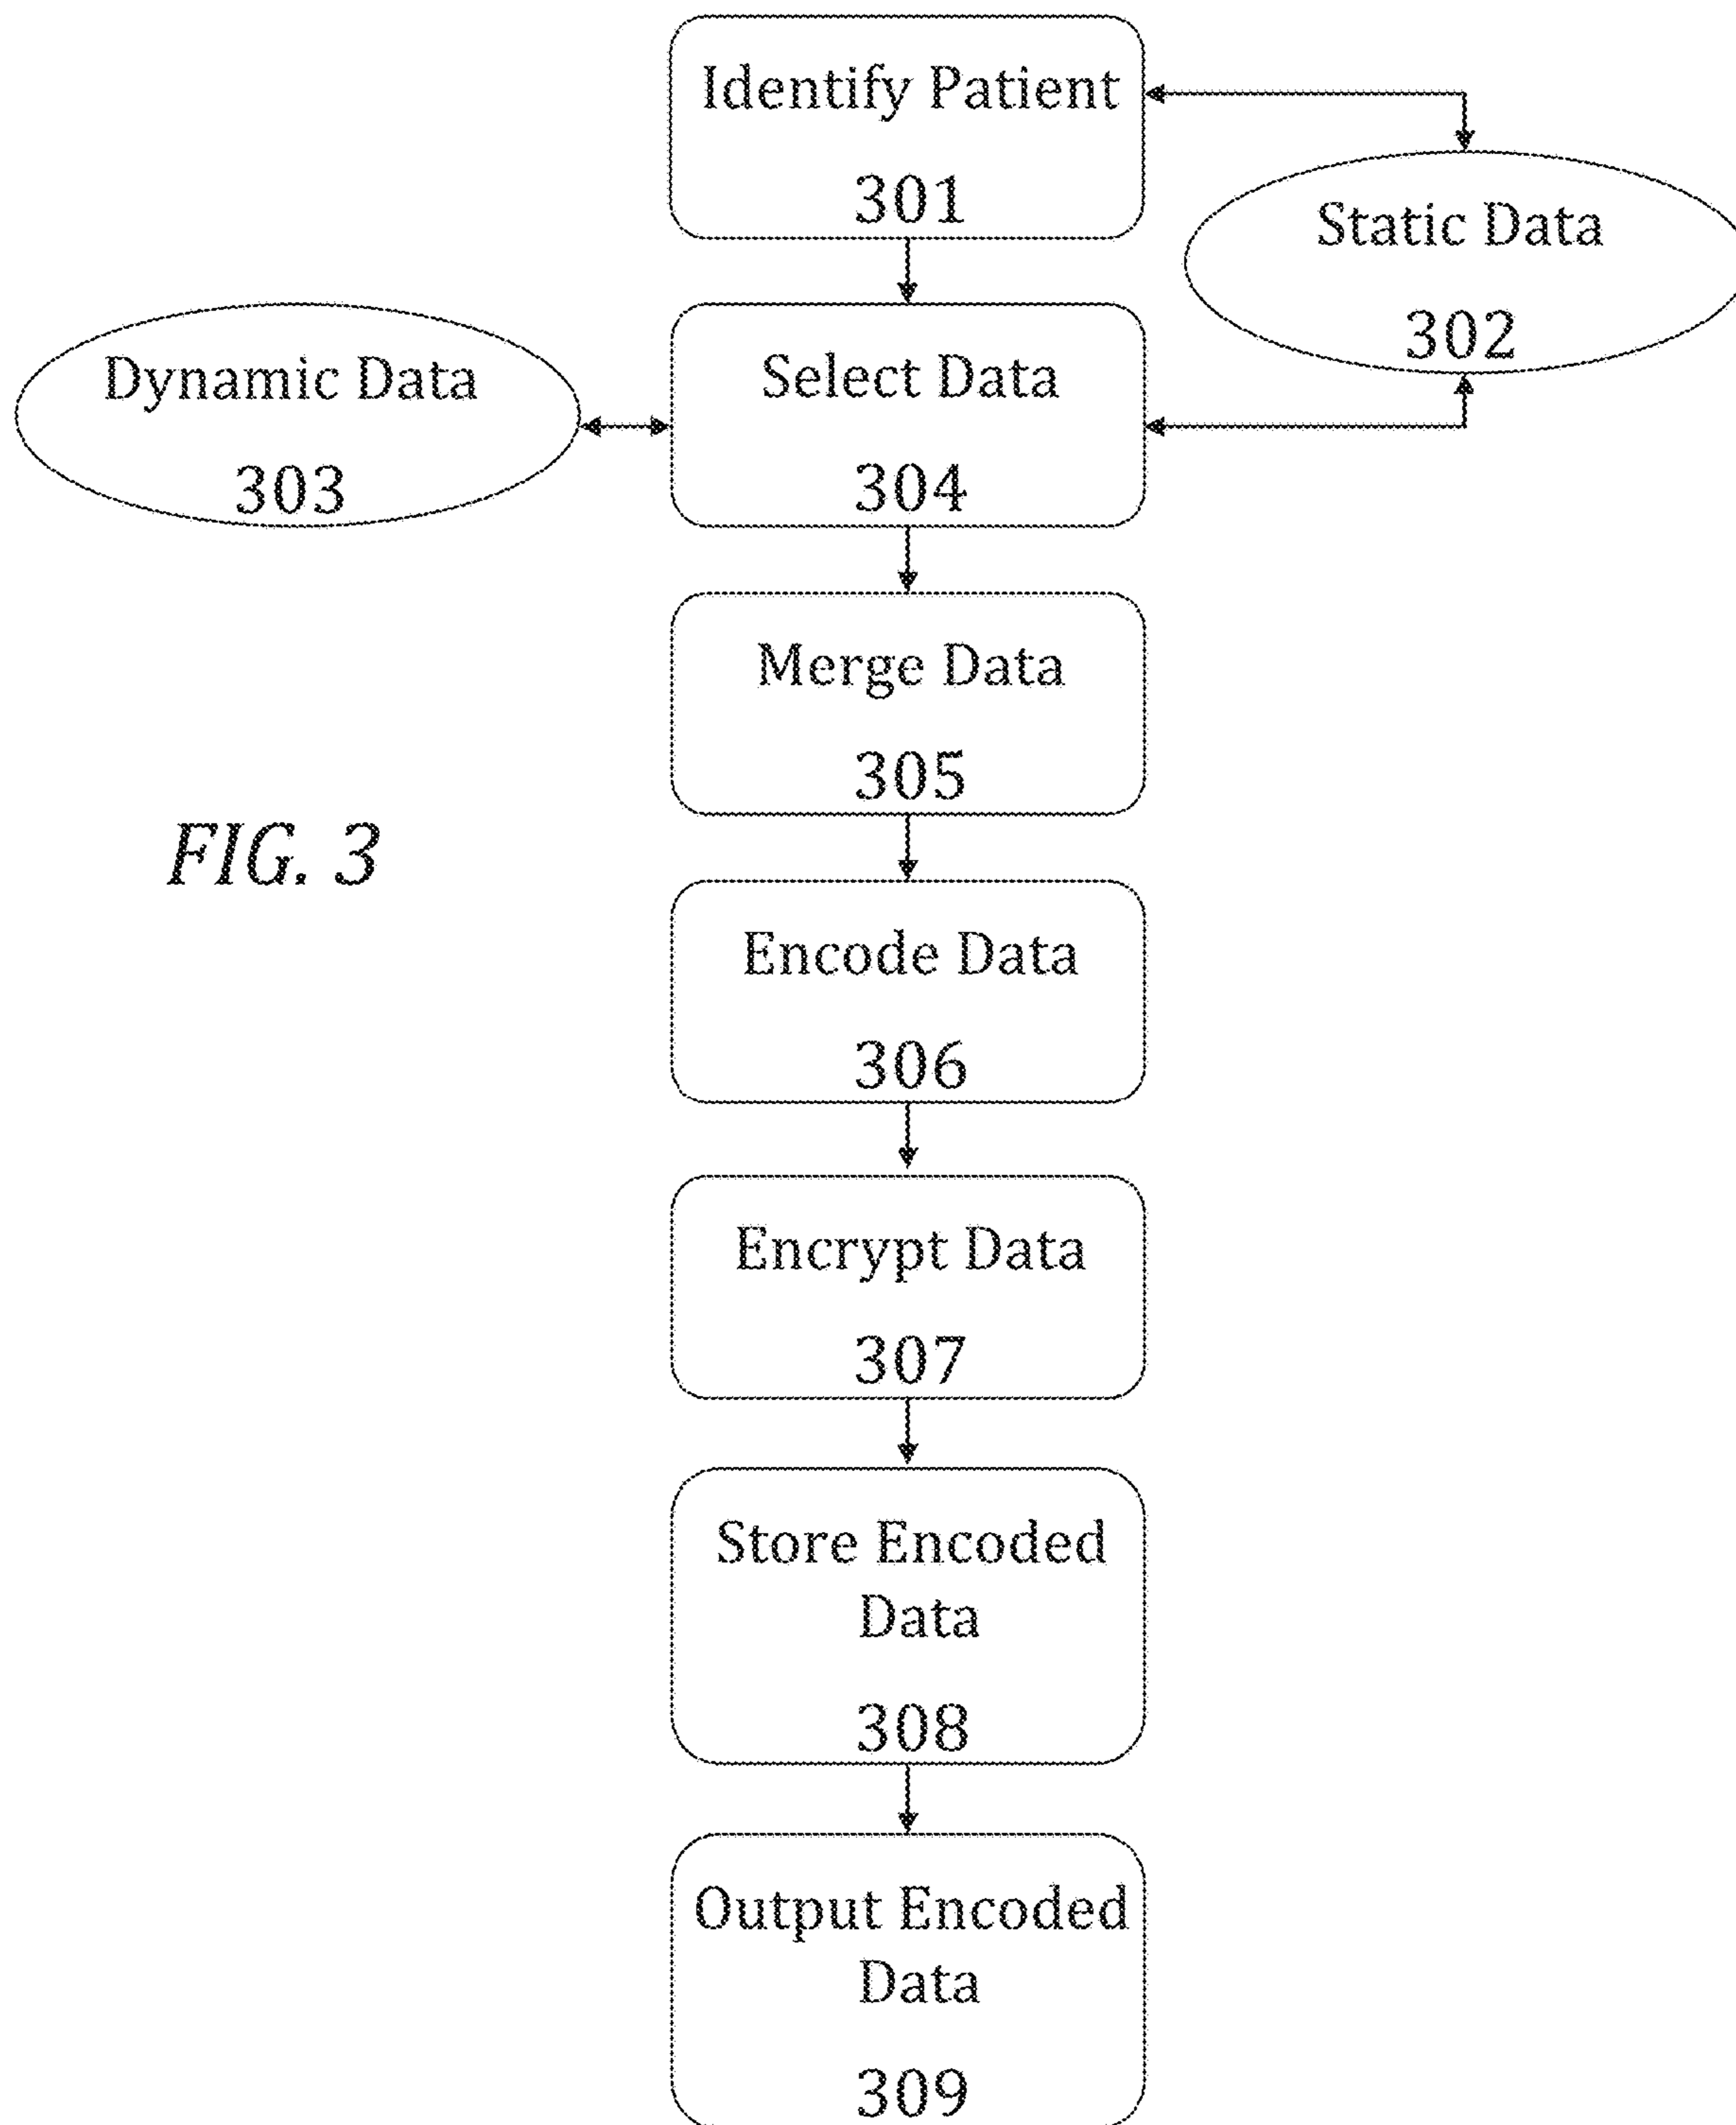 Identify Patient
301
Static Data
302
Dynamic Data
303
Select Data
304
Merge Data
305
FIG. 3
Encode Data
306
Encrypt Data
307
Store Encoded
Data
308
Output Encoded
Data
309